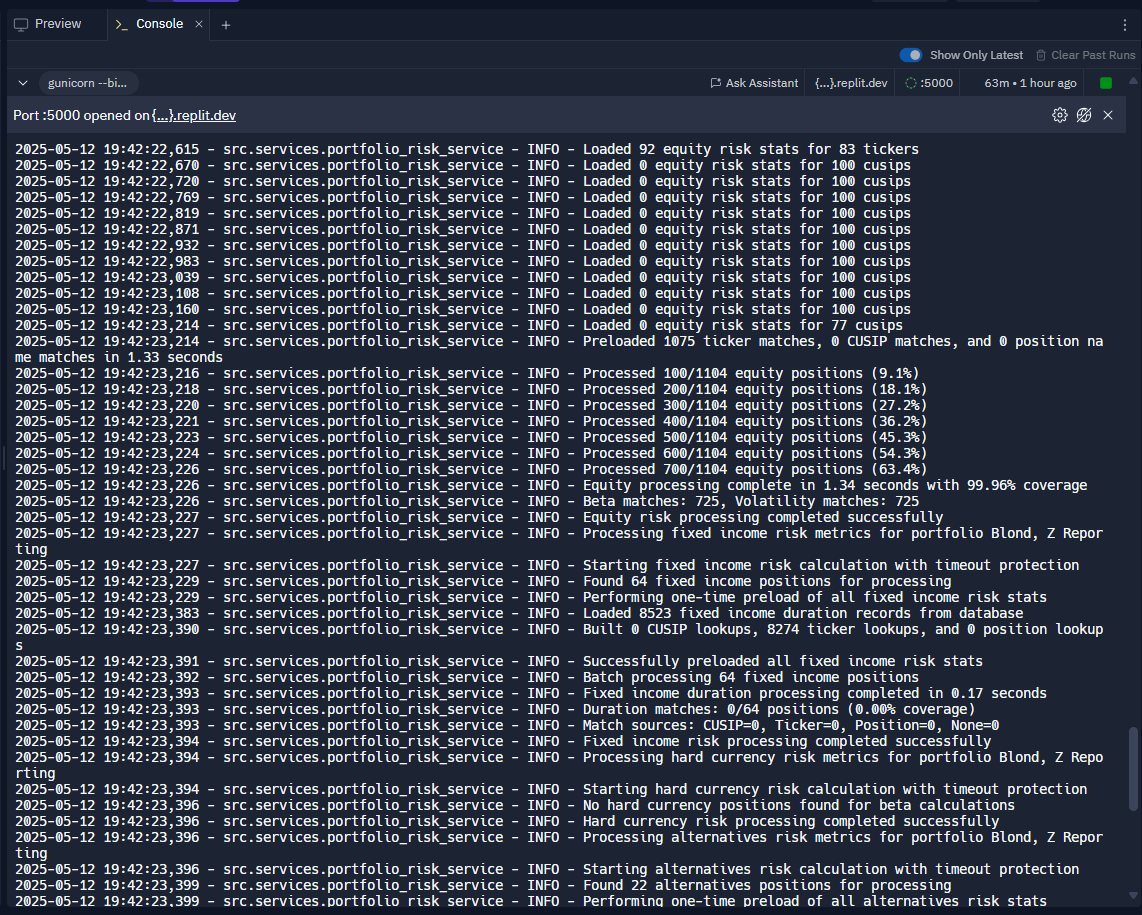 Preview
Console
Show Only Latest
Clear Past Runs
gunicorn --bi...
Ask Assistant
{...}.replit.dev
:5000
63m • 1 hour ago
Port :5000 opened on {...}.replit.dev
2025-05-12 19:42:22,615 - src.services.portfolio_risk_service - INFO - Loaded 92 equity risk stats for 83 tickers
2025-05-12 19:42:22,670 - src.services.portfolio_risk_service - INFO - Loaded 0 equity risk stats for 100 cusips
2025-05-12 19:42:22,720 - src.services.portfolio_risk_service - INFO - Loaded 0 equity risk stats for 100 cusips
2025-05-12 19:42:22,769 - src.services.portfolio_risk_service - INFO - Loaded 0 equity risk stats for 100 cusips
2025-05-12 19:42:22,819 - src.services.portfolio_risk_service - INFO - Loaded 0 equity risk stats for 100 cusips
2025-05-12 19:42:22,871 - src.services.portfolio_risk_service - INFO - Loaded 0 equity risk stats for 100 cusips
2025-05-12 19:42:22,932 - src.services.portfolio_risk_service - INFO - Loaded 0 equity risk stats for 100 cusips
2025-05-12 19:42:22,983 - src.services.portfolio_risk_service - INFO - Loaded 0 equity risk stats for 100 cusips
2025-05-12 19:42:23,039 - src.services.portfolio_risk_service - INFO - Loaded 0 equity risk stats for 100 cusips
2025-05-12 19:42:23,108 - src.services.portfolio_risk_service - INFO - Loaded 0 equity risk stats for 100 cusips
2025-05-12 19:42:23,160 - src.services.portfolio_risk_service - INFO - Loaded 0 equity risk stats for 100 cusips
2025-05-12 19:42:23,214 - src.services.portfolio_risk_service - INFO - Loaded 0 equity risk stats for 77 cusips
2025-05-12 19:42:23,214 - src.services.portfolio_risk_service - INFO - Preloaded 1075 ticker matches, 0 CUSIP matches, and 0 position na
me matches in 1.33 seconds
2025-05-12 19:42:23,216 - src.services.portfolio_risk_service - INFO - Processed 100/1104 equity positions (9.1%)
2025-05-12 19:42:23,218 - src.services.portfolio_risk_service - INFO - Processed 200/1104 equity positions (18.1%)
2025-05-12 19:42:23,220 - src.services.portfolio_risk_service - INFO - Processed 300/1104 equity positions (27.2%)
2025-05-12 19:42:23,221 - src.services.portfolio_risk_service - INFO - Processed 400/1104 equity positions (36.2%)
2025-05-12 19:42:23,223 - src.services.portfolio_risk_service - INFO - Processed 500/1104 equity positions (45.3%)
2025-05-12 19:42:23,224 - src.services.portfolio_risk_service - INFO - Processed 600/1104 equity positions (54.3%)
2025-05-12 19:42:23,226 - src.services.portfolio_risk_service - INFO - Processed 700/1104 equity positions (63.4%)
2025-05-12 19:42:23,226 - src.services.portfolio_risk_service - INFO - Equity processing complete in 1.34 seconds with 99.96% coverage
2025-05-12 19:42:23,226 - src.services.portfolio_risk_service - INFO - Beta matches: 725, Volatility matches: 725
2025-05-12 19:42:23,227 - src.services.portfolio_risk_service - INFO - Equity risk processing completed successfully
2025-05-12 19:42:23,227 - src.services.portfolio_risk_service - INFO - Processing fixed income risk metrics for portfolio Blond, Z Repor
ting
2025-05-12 19:42:23,227 - src.services.portfolio_risk_service - INFO - Starting fixed income risk calculation with timeout protection
2025-05-12 19:42:23,229 - src.services.portfolio_risk_service - INFO - Found 64 fixed income positions for processing
2025-05-12 19:42:23,229 - src.services.portfolio_risk_service - INFO - Performing one-time preload of all fixed income risk stats
2025-05-12 19:42:23,383 - src.services.portfolio_risk_service - INFO - Loaded 8523 fixed income duration records from database
2025-05-12 19:42:23,390 - src.services.portfolio_risk_service - INFO - Built 0 CUSIP lookups, 8274 ticker lookups, and 0 position lookup
s
2025-05-12 19:42:23,391 - src.services.portfolio_risk_service - INFO - Successfully preloaded all fixed income risk stats
2025-05-12 19:42:23,392 - src.services.portfolio_risk_service - INFO - Batch processing 64 fixed income positions
2025-05-12 19:42:23,393 - src.services.portfolio_risk_service - INFO - Fixed income duration processing completed in 0.17 seconds
2025-05-12 19:42:23,393 - src.services.portfolio_risk_service - INFO - Duration matches: 0/64 positions (0.00% coverage)
2025-05-12 19:42:23,393 - src.services.portfolio_risk_service - INFO - Match sources: CUSIP=0, Ticker=0, Position=0, None=0
2025-05-12 19:42:23,394 - src.services.portfolio_risk_service - INFO - Fixed income risk processing completed successfully
2025-05-12 19:42:23,394 - src.services.portfolio_risk_service - INFO - Processing hard currency risk metrics for portfolio Blond, Z Repo
rting
2025-05-12 19:42:23,394 - src.services.portfolio_risk_service - INFO - Starting hard currency risk calculation with timeout protection
2025-05-12 19:42:23,396 - src.services.portfolio_risk_service - INFO - No hard currency positions found for beta calculations
2025-05-12 19:42:23,396 - src.services.portfolio_risk_service - INFO - Hard currency risk processing completed successfully
2025-05-12 19:42:23,396 - src.services.portfolio_risk_service - INFO - Processing alternatives risk metrics for portfolio Blond, Z Repor
ting
2025-05-12 19:42:23,396 - src.services.portfolio_risk_service - INFO - Starting alternatives risk calculation with timeout protection
2025-05-12 19:42:23,399 - src.services.portfolio_risk_service - INFO - Found 22 alternatives positions for processing
2025-05-12 19:42:23,399 - src.services.portfolio_risk_service - INFO - Performing one-time preload of all alternatives risk stats